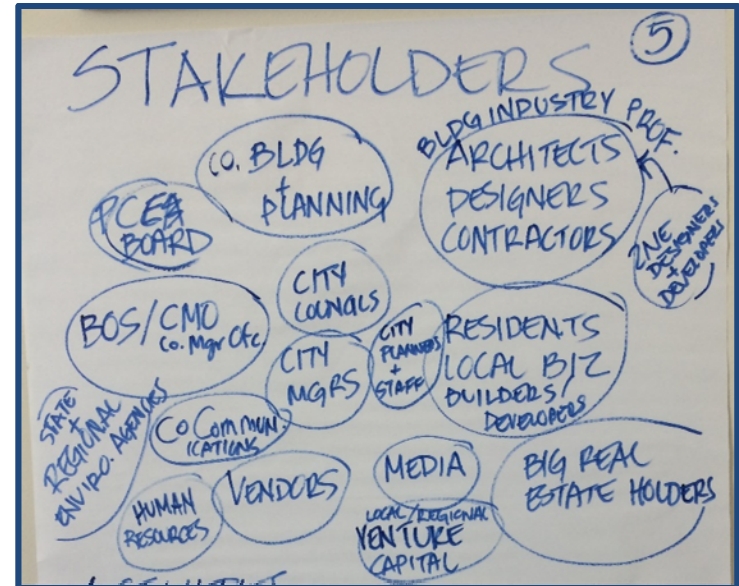 STAKEHOLDERS
5
BLDG INDUSTRY PROF.
ARCHITECTS
DESIGNERS
CONTRACTORS
ZNE
DESIGNERS
+
DEVELOPERS
CO. BLDG
+
PLANNING
BOARD
CITY
COUNCILS
BOS/CMO
Co. Mgr Ofc.
CITY
MGRS
CITY
PLANNERS
+
STAFF
RESIDENTS
LOCAL BIZ
BUILDERS/
DEVELOPERS
STATE
+
REGIONAL
ENVIRO. AGENCIES
Co Commun-
ICATIONS
HUMAN
RESOURCES
VENDORS
MEDIA
LOCAL/REGIONAL
VENTURE
CAPITAL
BIG REAL
ESTATE HOLDERS